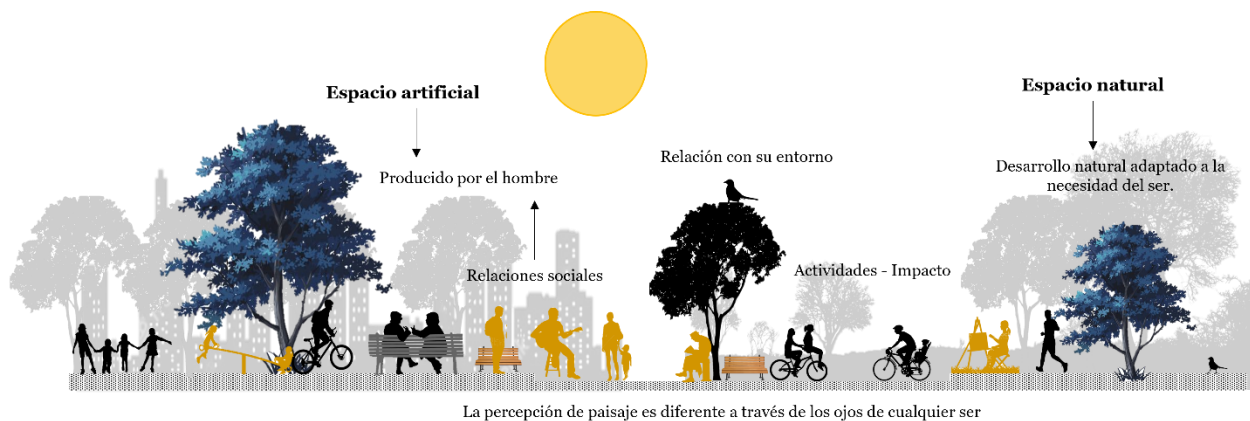 Espacio artificial
Producido por el hombre
Relaciones sociales
Relación con su entorno
Actividades - Impacto
Espacio natural
Desarrollo natural adaptado a la
necesidad del ser.
La percepción de paisaje es diferente a través de los ojos de cualquier ser